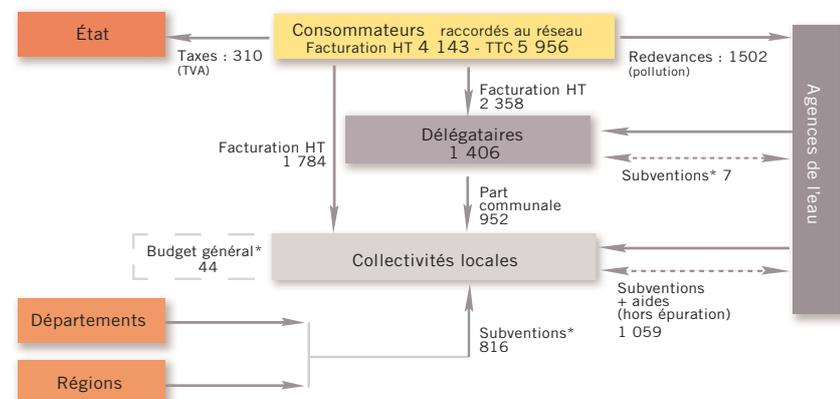 État
Consommateurs raccordés au réseau
Facturation HT 4 143 - TTC 5 956
Taxes : 310
(TVA)
Redevances : 1502
(pollution)
Agences de l'eau
Facturation HT
2 358
Facturation HT
1 784
Délégataires
1 406
Subventions* 7
Part
communale
952
Budget général*
44
Collectivités locales
Subventions
+ aides
(hors épuration)
1 059
Départements
Subventions*
816
Régions